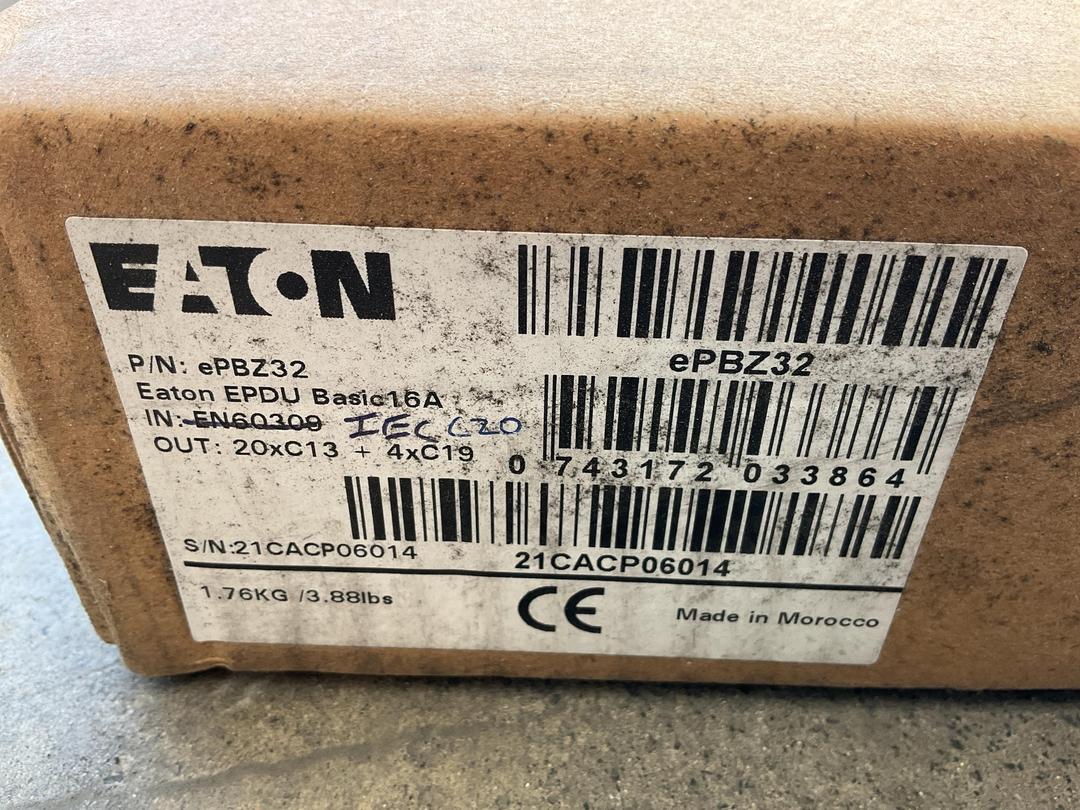 EATON
ePBZ32
P/N: ePBZ32
Eaton EPDU Basic16A
IN: EN60309 IEC C20
OUT: 20xC13 + 4xC19
0 743172 033864
S/N:21CACP06014
21CACP06014
1.76KG /3.88lbs
CE
Made in Morocco